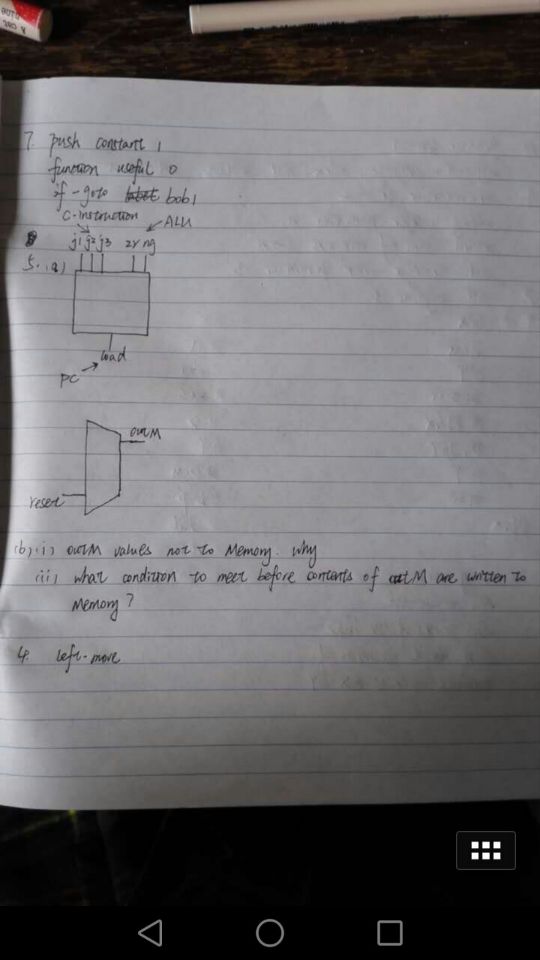 7. push constant 1
function useful 0
if-goto bob1
C-instruction
ALU
j1 j2 j3 zr ng
5. (a)
load
PC
outM
reset
(b) (i) outM values not to Memory. Why
(ii) what condition to meet before contents of outM are written to
Memory?
4. Left-move